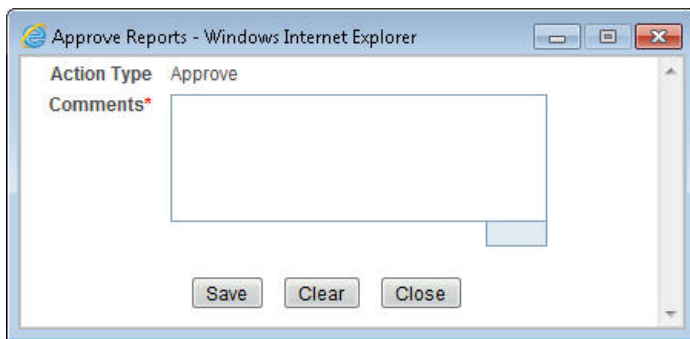 Approve Reports - Windows Internet Explorer
Action Type Approve
Comments*
Save Clear Close